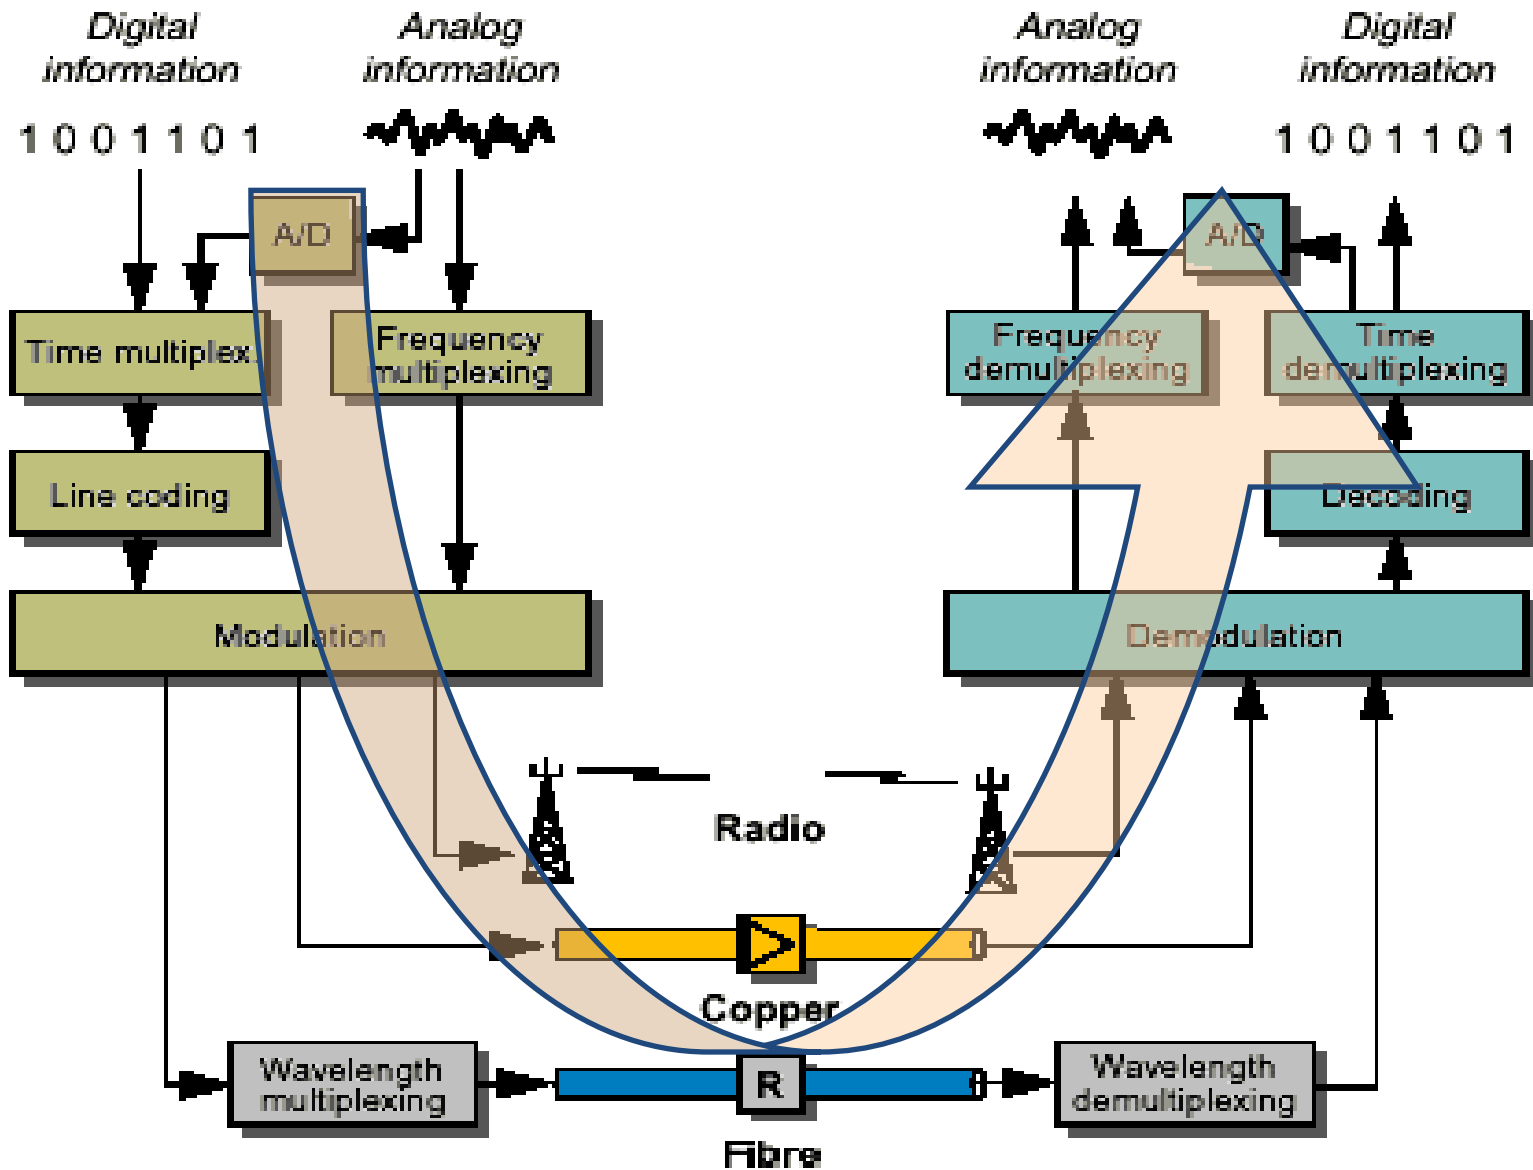 Digital
information
Analog
information
Analog
information
Digital
information
1 0 0 1 1 0 1
1 0 0 1 1 0 1
A/D
A/D
Time multiplex.
Frequency
multiplexing
Frequency
demultiplexing
Time
demultiplexing
Line coding
Decoding
Modulation
Demodulation
Radio
Copper
Wavelength
multiplexing
R
Wavelength
demultiplexing
Fibre